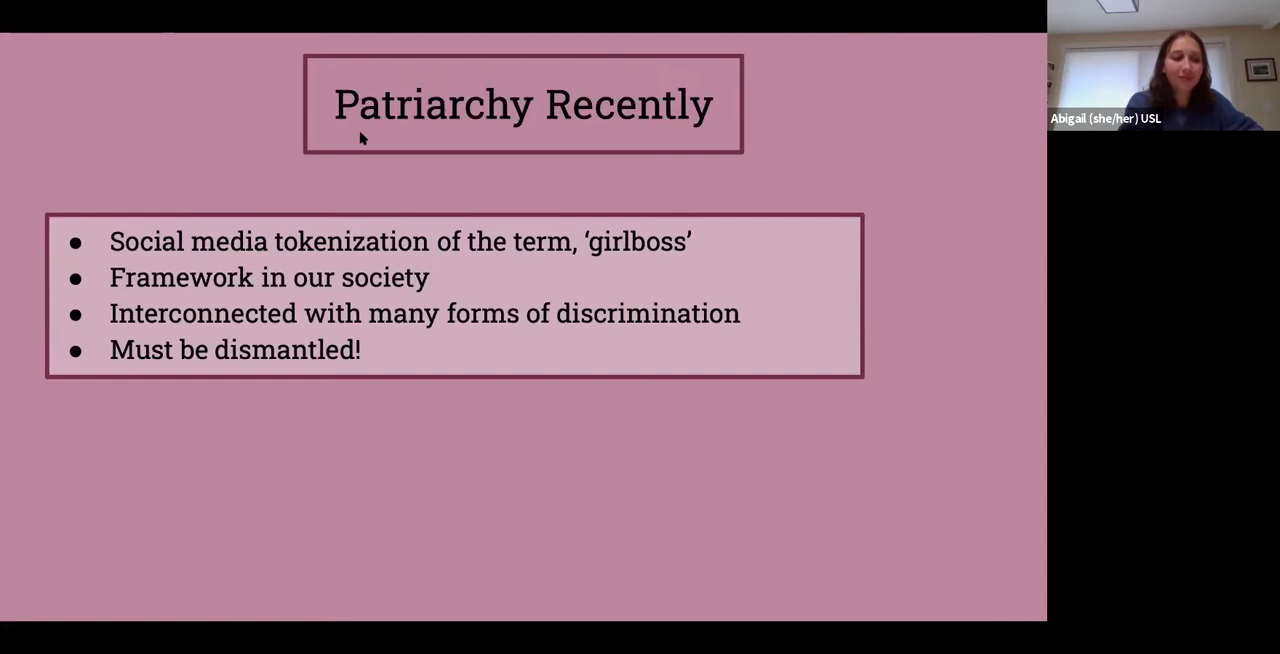 Patriarchy Recently
Abigail (she/her) USL
● Social media tokenization of the term, ‘girlboss’
● Framework in our society
● Interconnected with many forms of discrimination
● Must be dismantled!